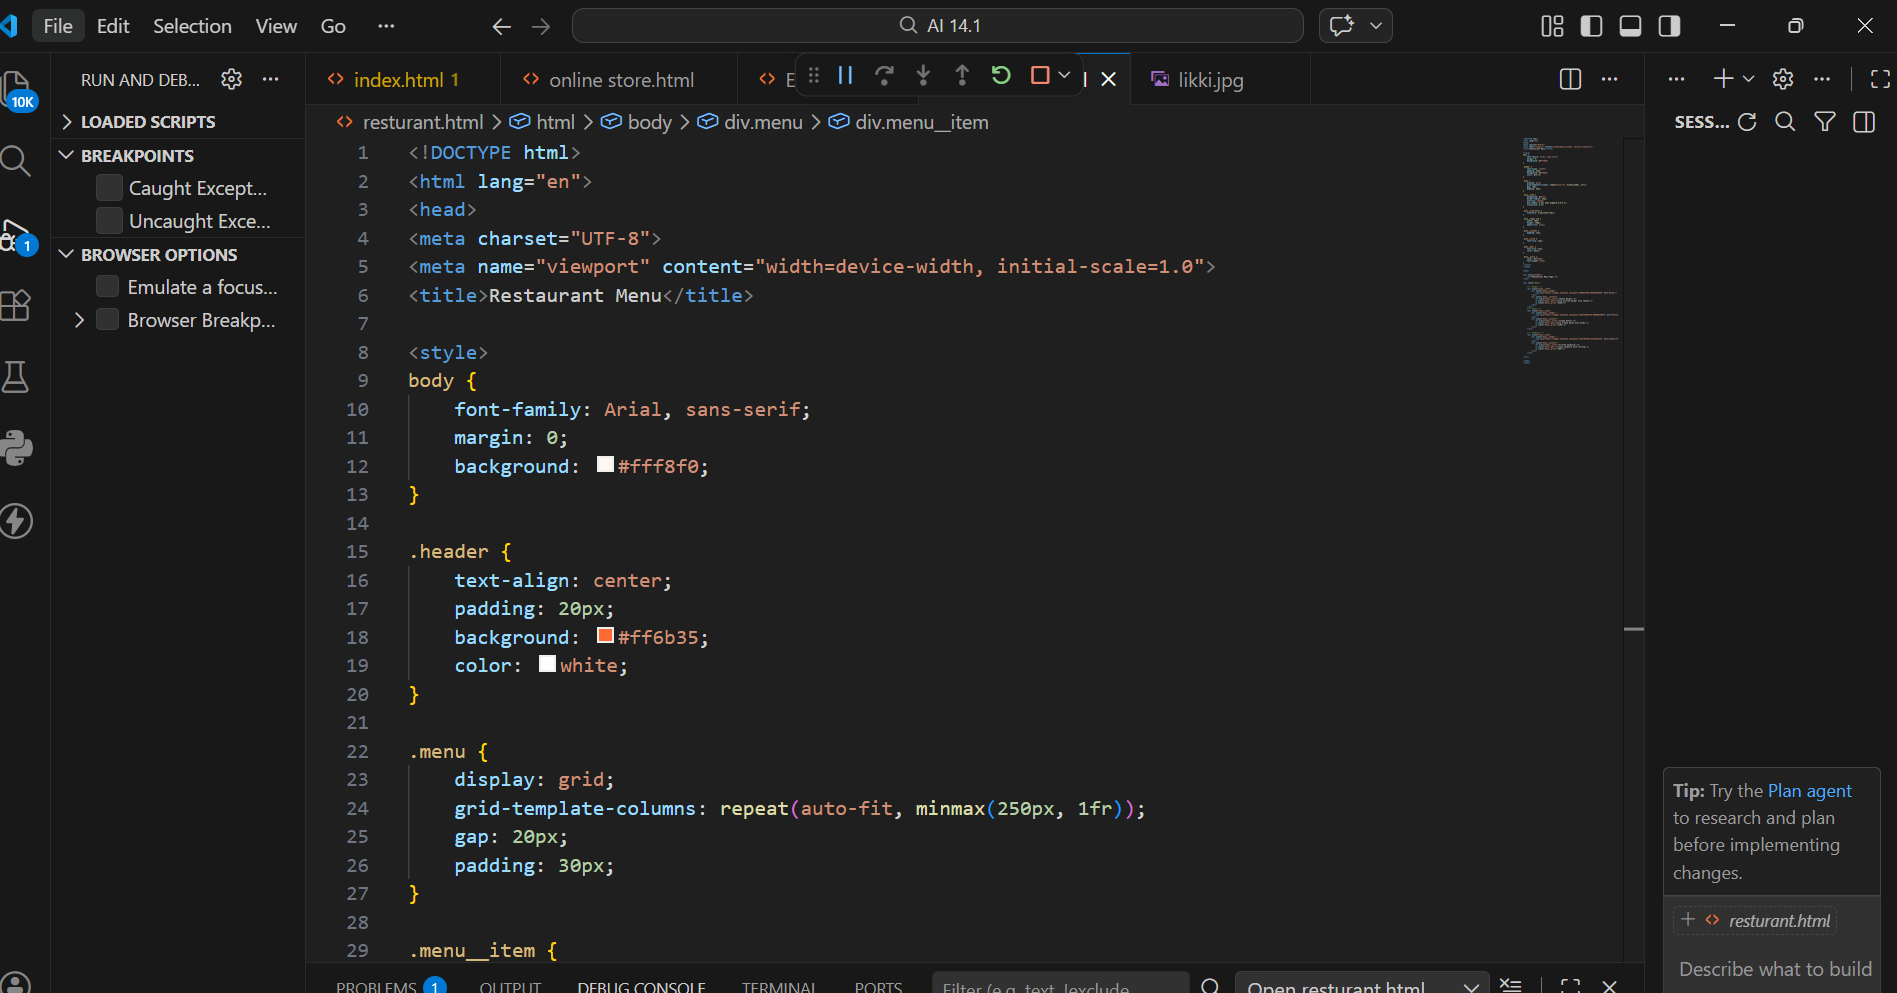 File Edit Selection View Go ···
AI 14.1
RUN AND DEB... ···
index.html 1
online store.html
likki.jpg
10K
LOADED SCRIPTS
BREAKPOINTS
Caught Except...
Uncaught Exce...
1
BROWSER OPTIONS
Emulate a focus...
Browser Breakp...
resturant.html > html > body > div.menu > div.menu__item
1 <!DOCTYPE html>
2 <html lang="en">
3 <head>
4 <meta charset="UTF-8">
5 <meta name="viewport" content="width=device-width, initial-scale=1.0">
6 <title>Restaurant Menu</title>
7
8 <style>
9 body {
10 font-family: Arial, sans-serif;
11 margin: 0;
12 background: #fff8f0;
13 }
14
15 .header {
16 text-align: center;
17 padding: 20px;
18 background: #ff6b35;
19 color: white;
20 }
21
22 .menu {
23 display: grid;
24 grid-template-columns: repeat(auto-fit, minmax(250px, 1fr));
25 gap: 20px;
26 padding: 30px;
27 }
28
29 .menu__item {
SESS...
Tip: Try the Plan agent
to research and plan
before implementing
changes.
resturant.html
Describe what to build
PROBLEMS 1 OUTPUT DEBUG CONSOLE TERMINAL PORTS
Filter (e.g. text, !exclude
Open resturant.html